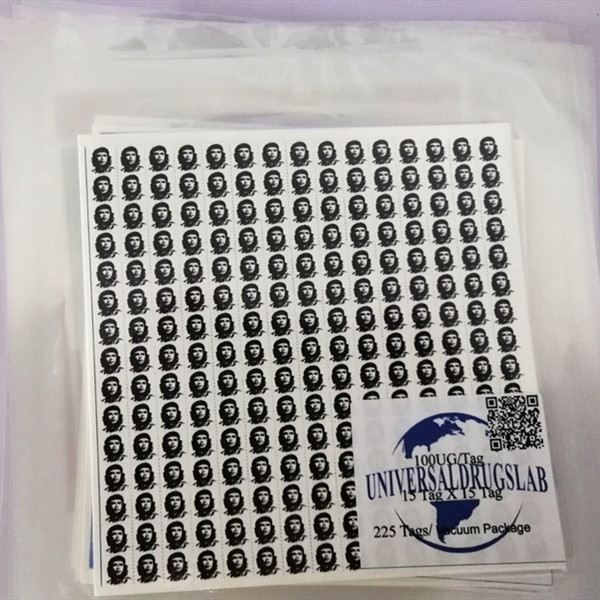 100UG/Tag
UNIVERSALDRUGSLAB
15 Tag X 15 Tag
225 Tags/ Vacuum Package